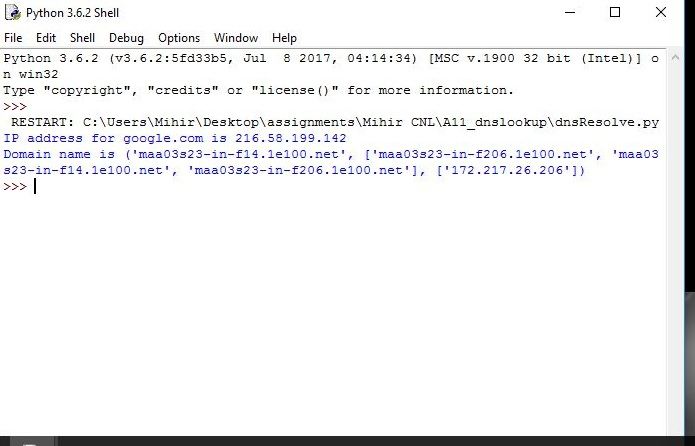 Python 3.6.2 Shell
File Edit Shell Debug Options Window Help
Python 3.6.2 (v3.6.2:5fd33b5, Jul  8 2017, 04:14:34) [MSC v.1900 32 bit (Intel)] o
n win32
Type "copyright", "credits" or "license()" for more information.
>>>
 RESTART: C:\Users\Mihir\Desktop\assignments\Mihir CNL\A11_dnslookup\dnsResolve.py
IP address for google.com is 216.58.199.142
Domain name is ('maa03s23-in-f14.1e100.net', ['maa03s23-in-f206.1e100.net', 'maa03
s23-in-f14.1e100.net', 'maa03s23-in-f206.1e100.net'], ['172.217.26.206'])
>>>